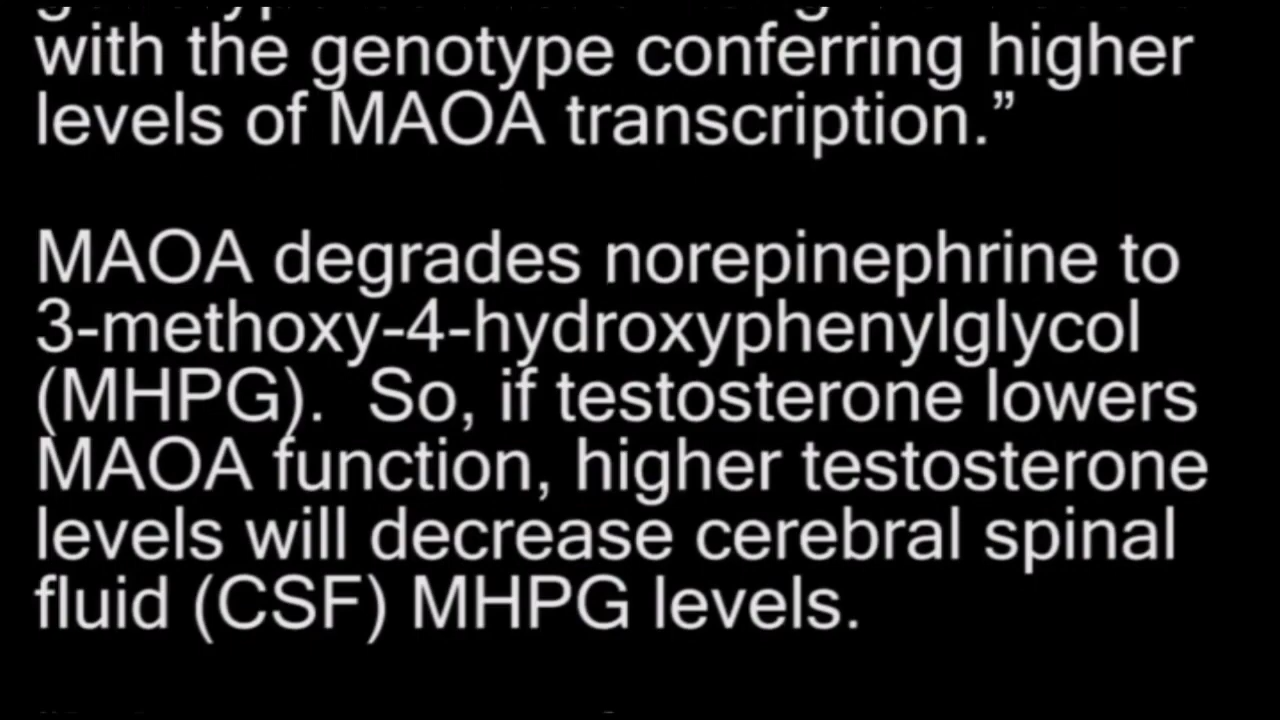 with the genotype conferring higher
levels of MAOA transcription.”
MAOA degrades norepinephrine to
3-methoxy-4-hydroxyphenylglycol
(MHPG).  So, if testosterone lowers
MAOA function, higher testosterone
levels will decrease cerebral spinal
fluid (CSF) MHPG levels.